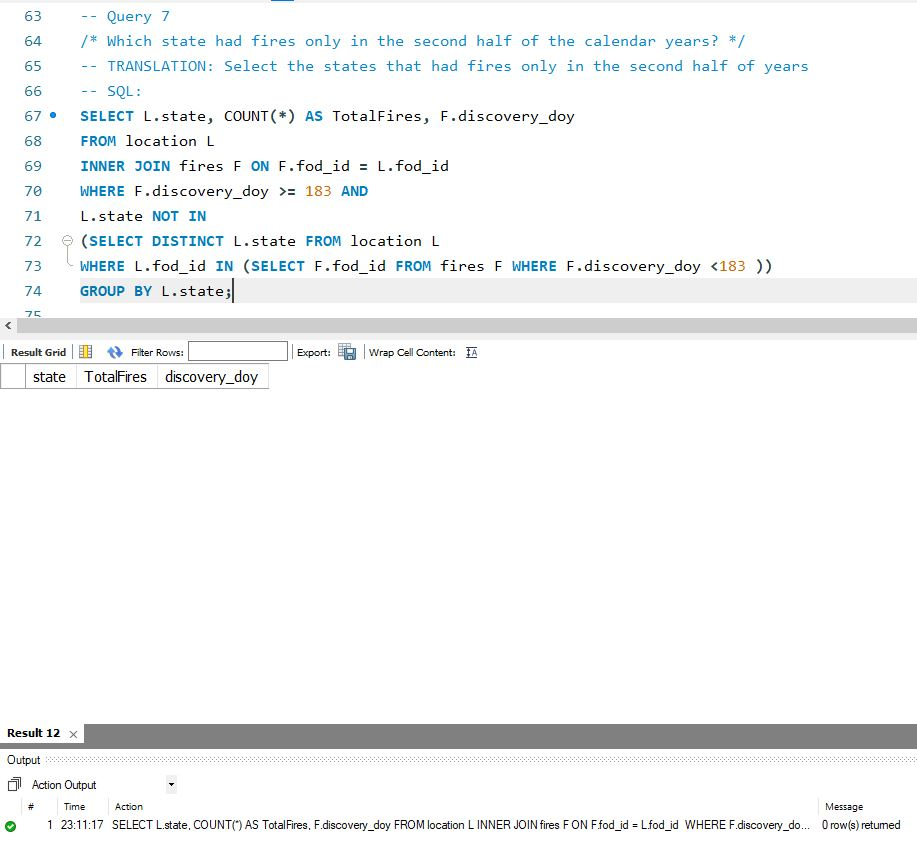 63 -- Query 7
64 /* Which state had fires only in the second half of the calendar years? */
65 -- TRANSLATION: Select the states that had fires only in the second half of years
66 -- SQL:
67 SELECT L.state, COUNT(*) AS TotalFires, F.discovery_doy
68 FROM location L
69 INNER JOIN fires F ON F.fod_id = L.fod_id
70 WHERE F.discovery_doy >= 183 AND
71 L.state NOT IN
72 (SELECT DISTINCT L.state FROM location L
73 WHERE L.fod_id IN (SELECT F.fod_id FROM fires F WHERE F.discovery_doy <183 ))
74 GROUP BY L.state;
75
Result Grid Filter Rows: Export: Wrap Cell Content:
state TotalFires discovery_doy
Result 12
Output
Action Output
# Time Action Message
1 23:11:17 SELECT L.state, COUNT(*) AS TotalFires, F.discovery_doy FROM location L INNER JOIN fires F ON F.fod_id = L.fod_id WHERE F.discovery_do... 0 row(s) returned